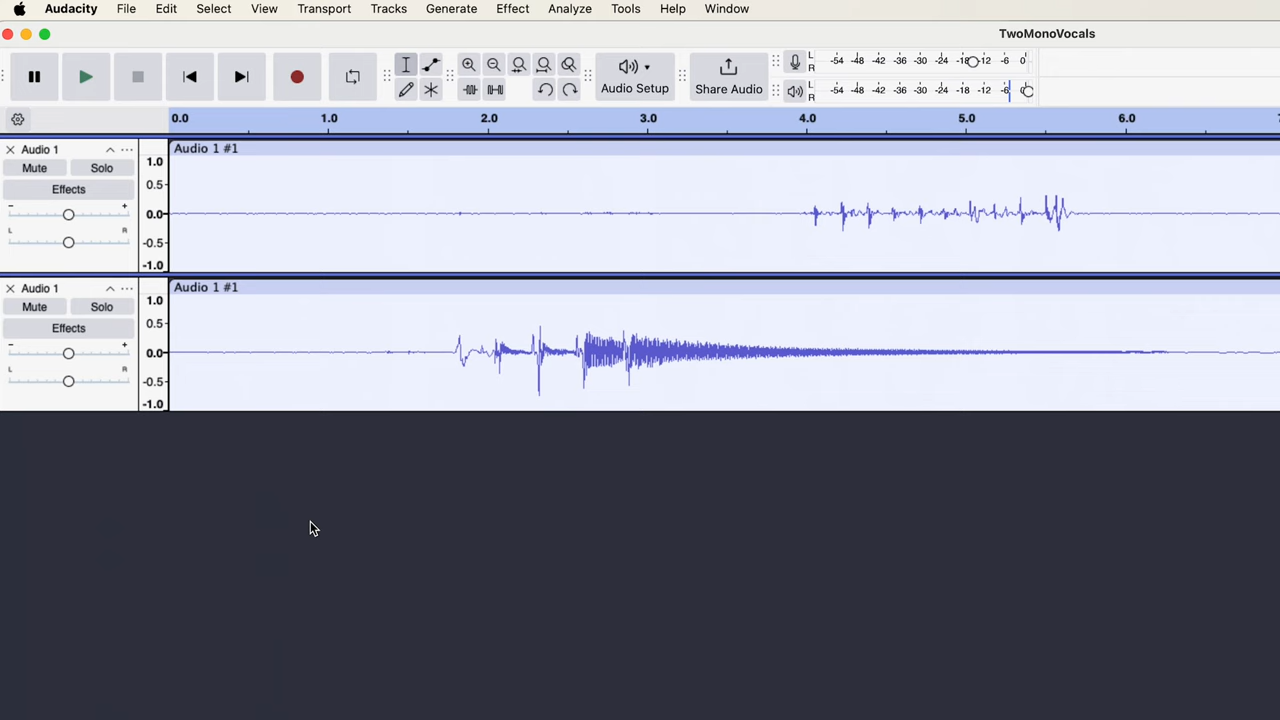 Audacity File Edit Select View Transport Tracks Generate Effect Analyze Tools Help Window
TwoMonoVocals
L
R
-54 -48 -42 -36 -30 -24 -18 -12 -6 0
Audio Setup
Share Audio
L
R
-54 -48 -42 -36 -30 -24 -18 -12 -6 0
0.0 1.0 2.0 3.0 4.0 5.0 6.0
Audio 1
Mute Solo
Effects
- +
L R
1.0
0.5
0.0
-0.5
-1.0
Audio 1 #1
Audio 1
Mute Solo
Effects
- +
L R
1.0
0.5
0.0
-0.5
-1.0
Audio 1 #1